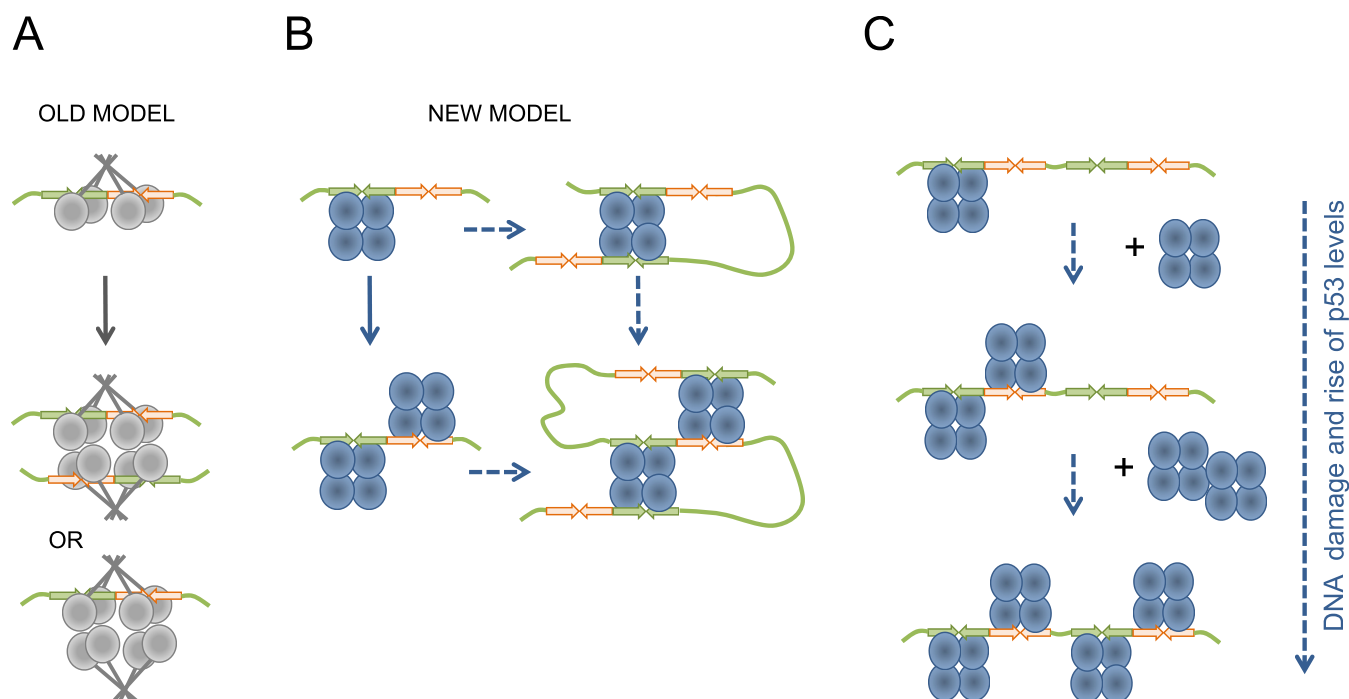 A
B
C
OLD MODEL
NEW MODEL
+
+
OR
DNA damage and rise of p53 levels